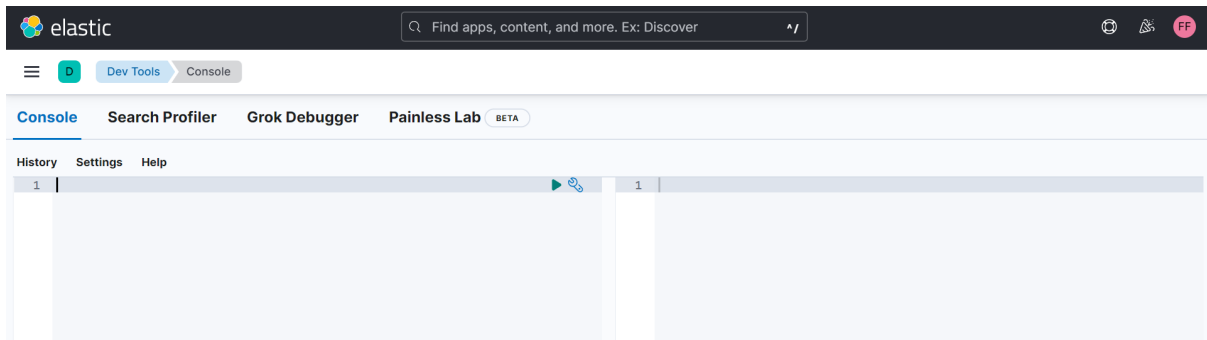 elastic Find apps, content, and more. Ex: Discover ^/ FF
D Dev Tools Console
Console Search Profiler Grok Debugger Painless Lab BETA
History Settings Help
1 1